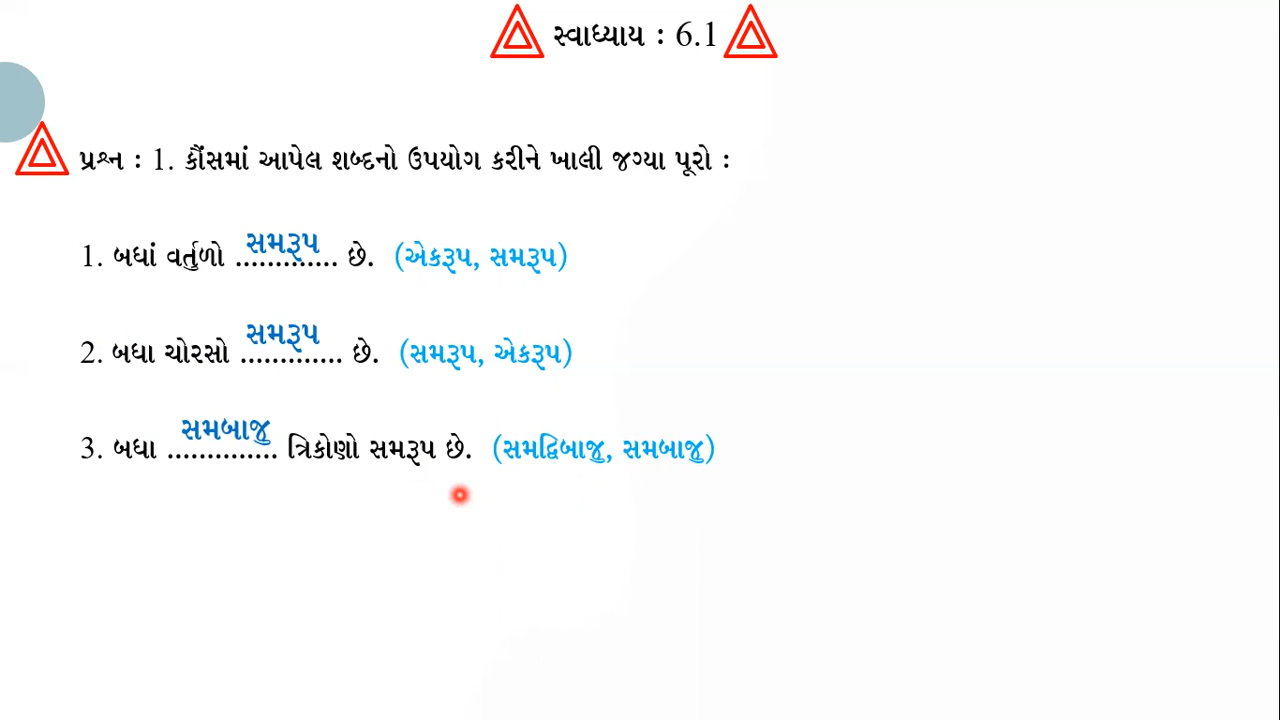 સ્વાધ્યાય : 6.1
પ્રશ્ન : 1. કૌંસમાં આપેલ શબ્દનો ઉપયોગ કરીને ખાલી જગ્યા પૂરો :
1. બધાં વર્તુળો .............સમરૂપ છે. (એકરૂપ, સમરૂપ)
2. બધા ચોરસો .............સમરૂપ છે. (સમરૂપ, એકરૂપ)
3. બધા ..............સમબાજુ ત્રિકોણો સમરૂપ છે. (સમદ્વિબાજુ, સમબાજુ)